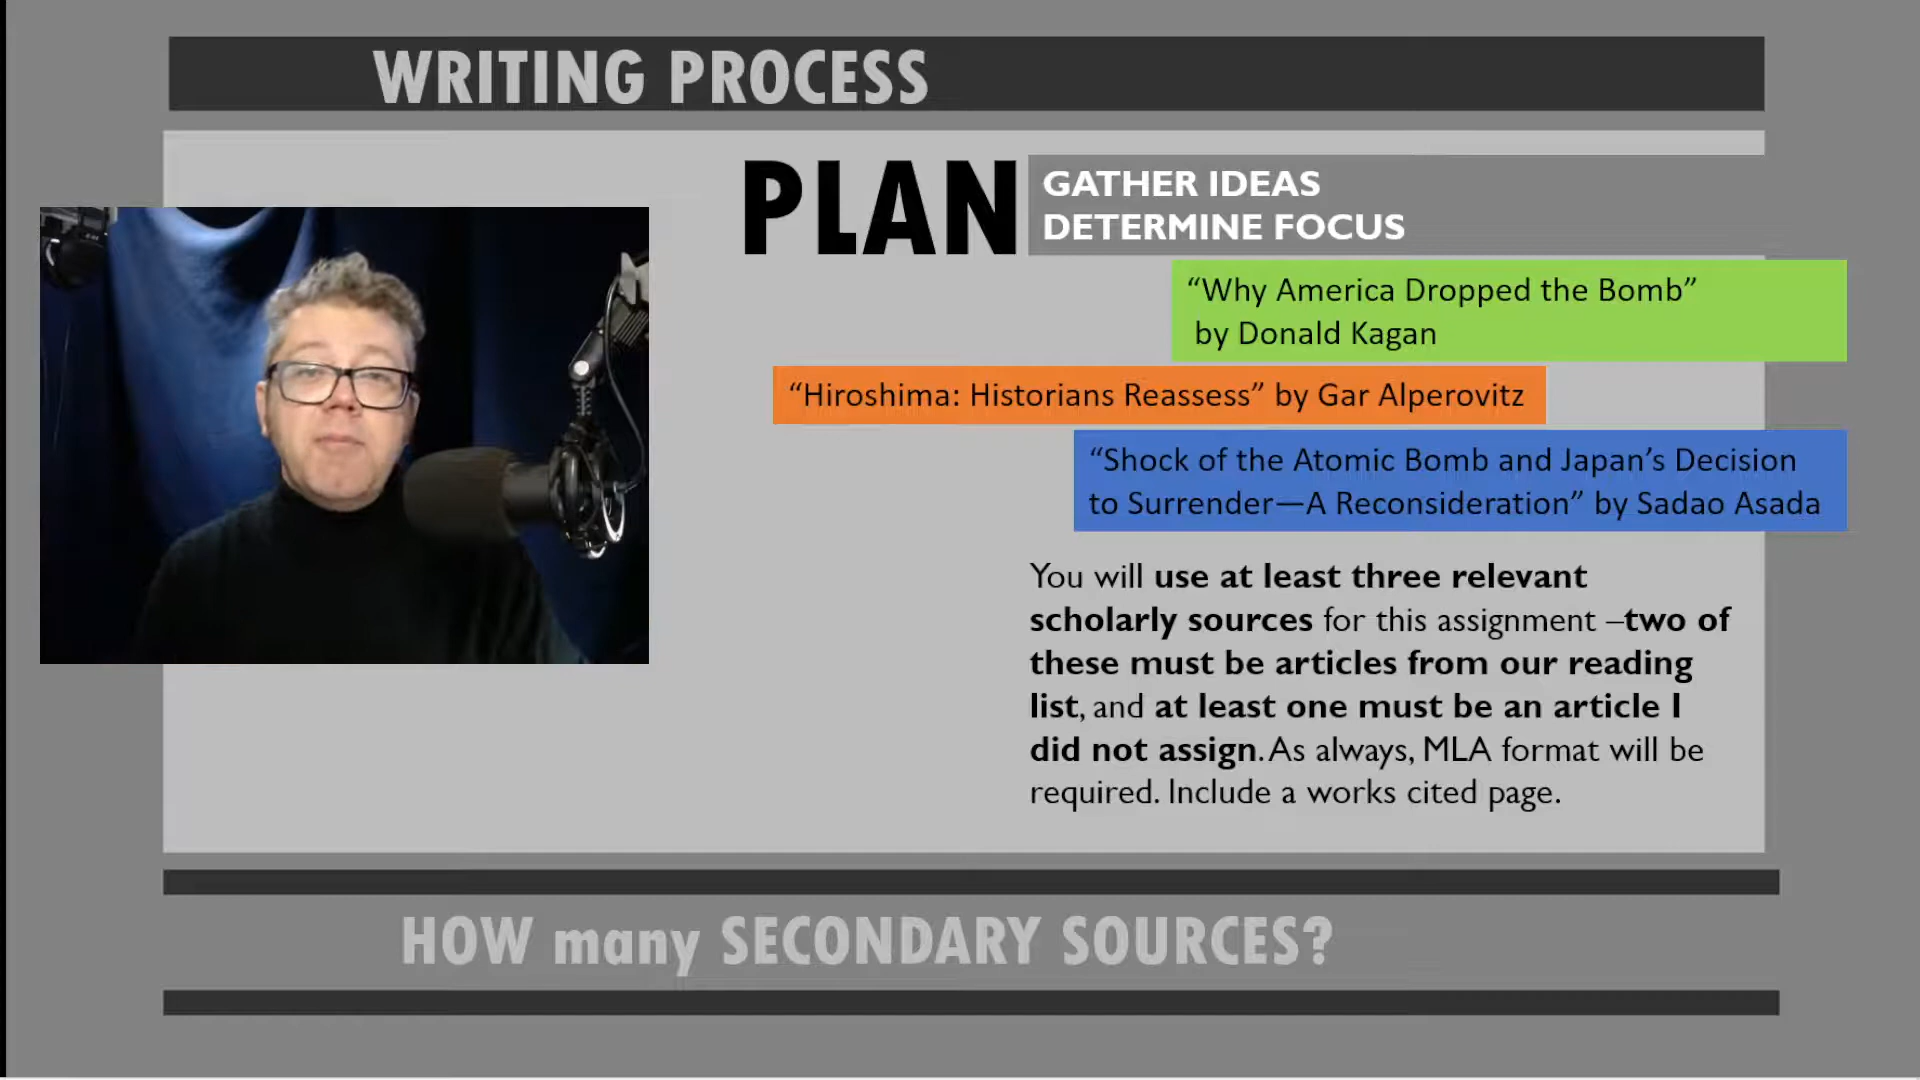 WRITING PROCESS
PLAN
GATHER IDEAS
DETERMINE FOCUS
“Why America Dropped the Bomb”
by Donald Kagan
“Hiroshima: Historians Reassess” by Gar Alperovitz
“Shock of the Atomic Bomb and Japan’s Decision
to Surrender—A Reconsideration” by Sadao Asada
You will use at least three relevant
scholarly sources for this assignment –two of
these must be articles from our reading
list, and at least one must be an article I
did not assign. As always, MLA format will be
required. Include a works cited page.
HOW many SECONDARY SOURCES?